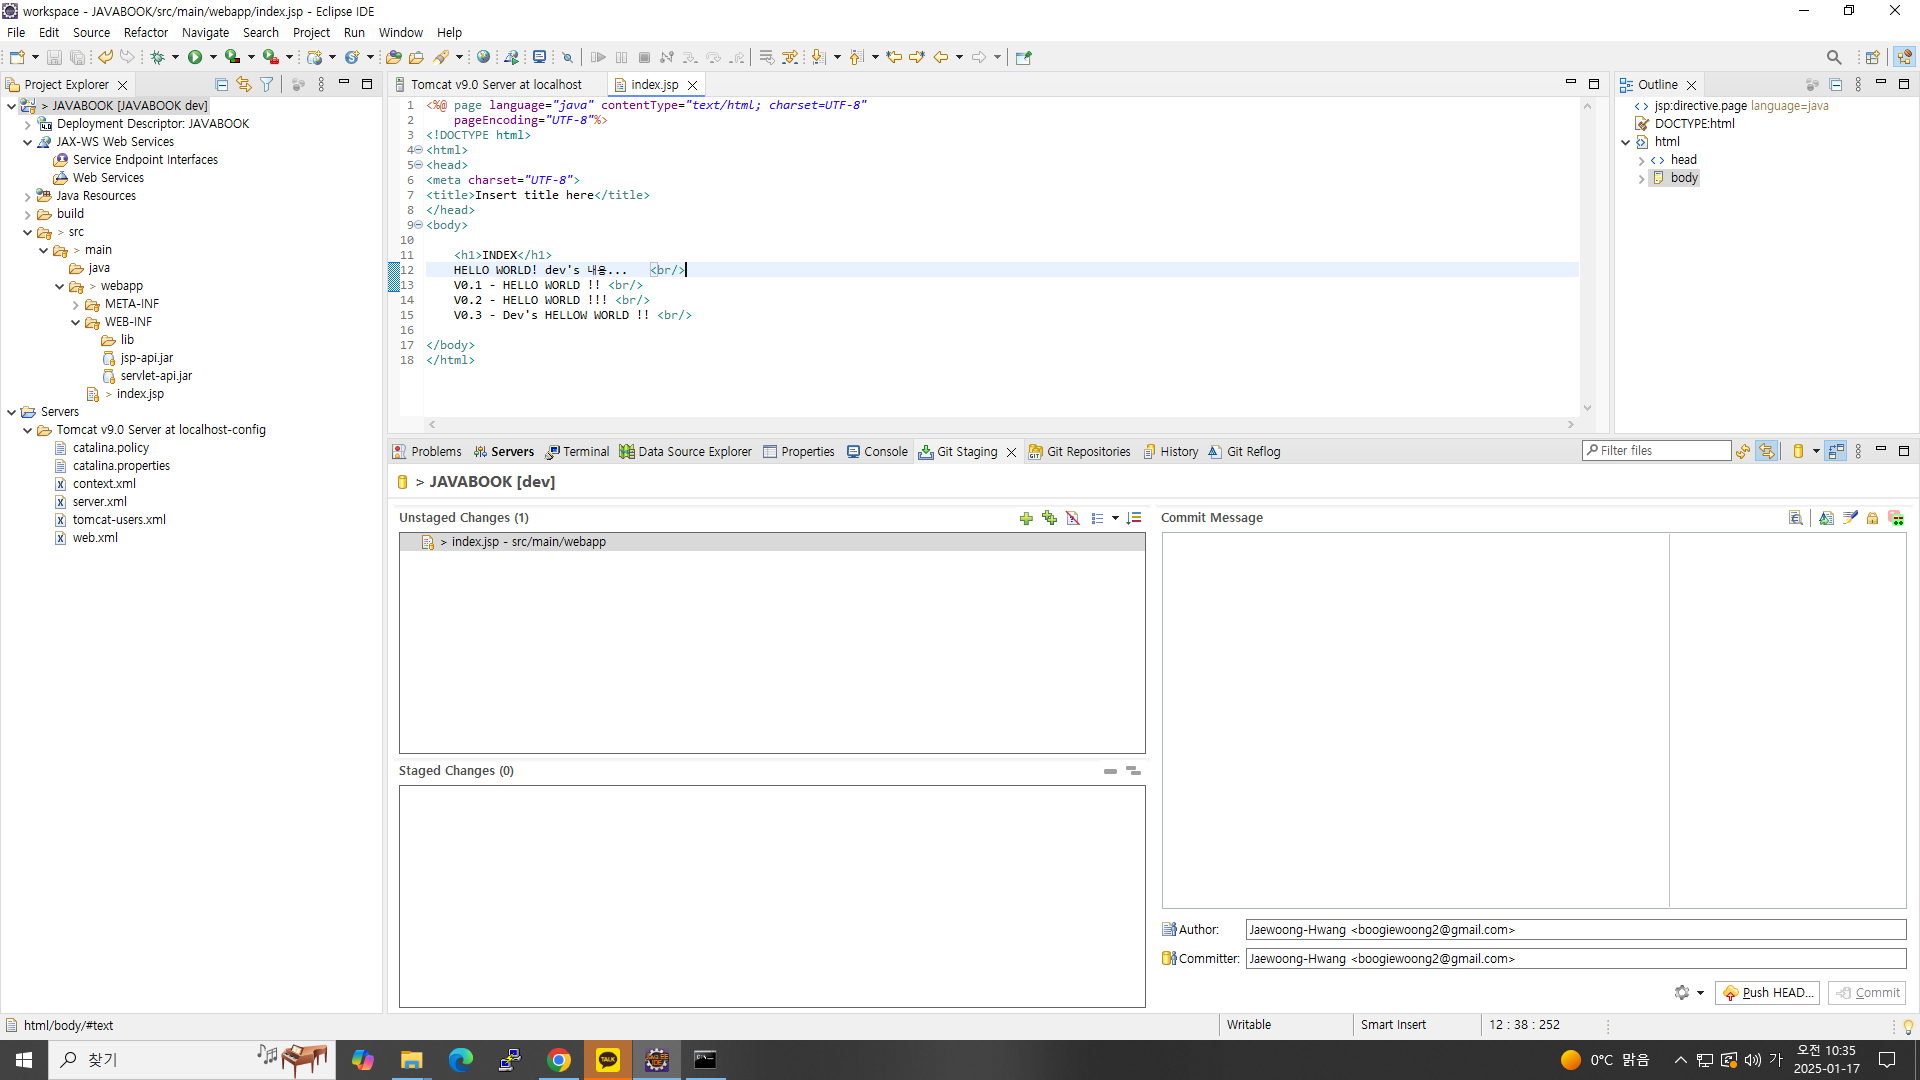 workspace - JAVABOOK/src/main/webapp/index.jsp - Eclipse IDE
File Edit Source Refactor Navigate Search Project Run Window Help
Project Explorer
> JAVABOOK [JAVABOOK dev]
Deployment Descriptor: JAVABOOK
JAX-WS Web Services
Service Endpoint Interfaces
Web Services
Java Resources
build
> src
> main
java
> webapp
META-INF
WEB-INF
lib
jsp-api.jar
servlet-api.jar
> index.jsp
Servers
Tomcat v9.0 Server at localhost-config
catalina.policy
catalina.properties
context.xml
server.xml
tomcat-users.xml
web.xml
Tomcat v9.0 Server at localhost
index.jsp
1 <%@ page language="java" contentType="text/html; charset=UTF-8"
2 pageEncoding="UTF-8"%>
3 <!DOCTYPE html>
4 <html>
5 <head>
6 <meta charset="UTF-8">
7 <title>Insert title here</title>
8 </head>
9 <body>
10
11 <h1>INDEX</h1>
12 HELLO WORLD! dev's 내용... <br/>
13 V0.1 - HELLO WORLD !! <br/>
14 V0.2 - HELLO WORLD !!! <br/>
15 V0.3 - Dev's HELLOW WORLD !! <br/>
16
17 </body>
18 </html>
Outline
jsp:directive.page language=java
DOCTYPE:html
html
head
body
Problems Servers Terminal Data Source Explorer Properties Console Git Staging Git Repositories History Git Reflog
Filter files
> JAVABOOK [dev]
Unstaged Changes (1)
> index.jsp - src/main/webapp
Staged Changes (0)
Commit Message
Author: Jaewoong-Hwang <boogiewoong2@gmail.com>
Committer: Jaewoong-Hwang <boogiewoong2@gmail.com>
Push HEAD... Commit
html/body/#text
Writable
Smart Insert
12 : 38 : 252
찾기
TALK
Java EE
IDE
0°C 맑음
가
오전 10:35
2025-01-17